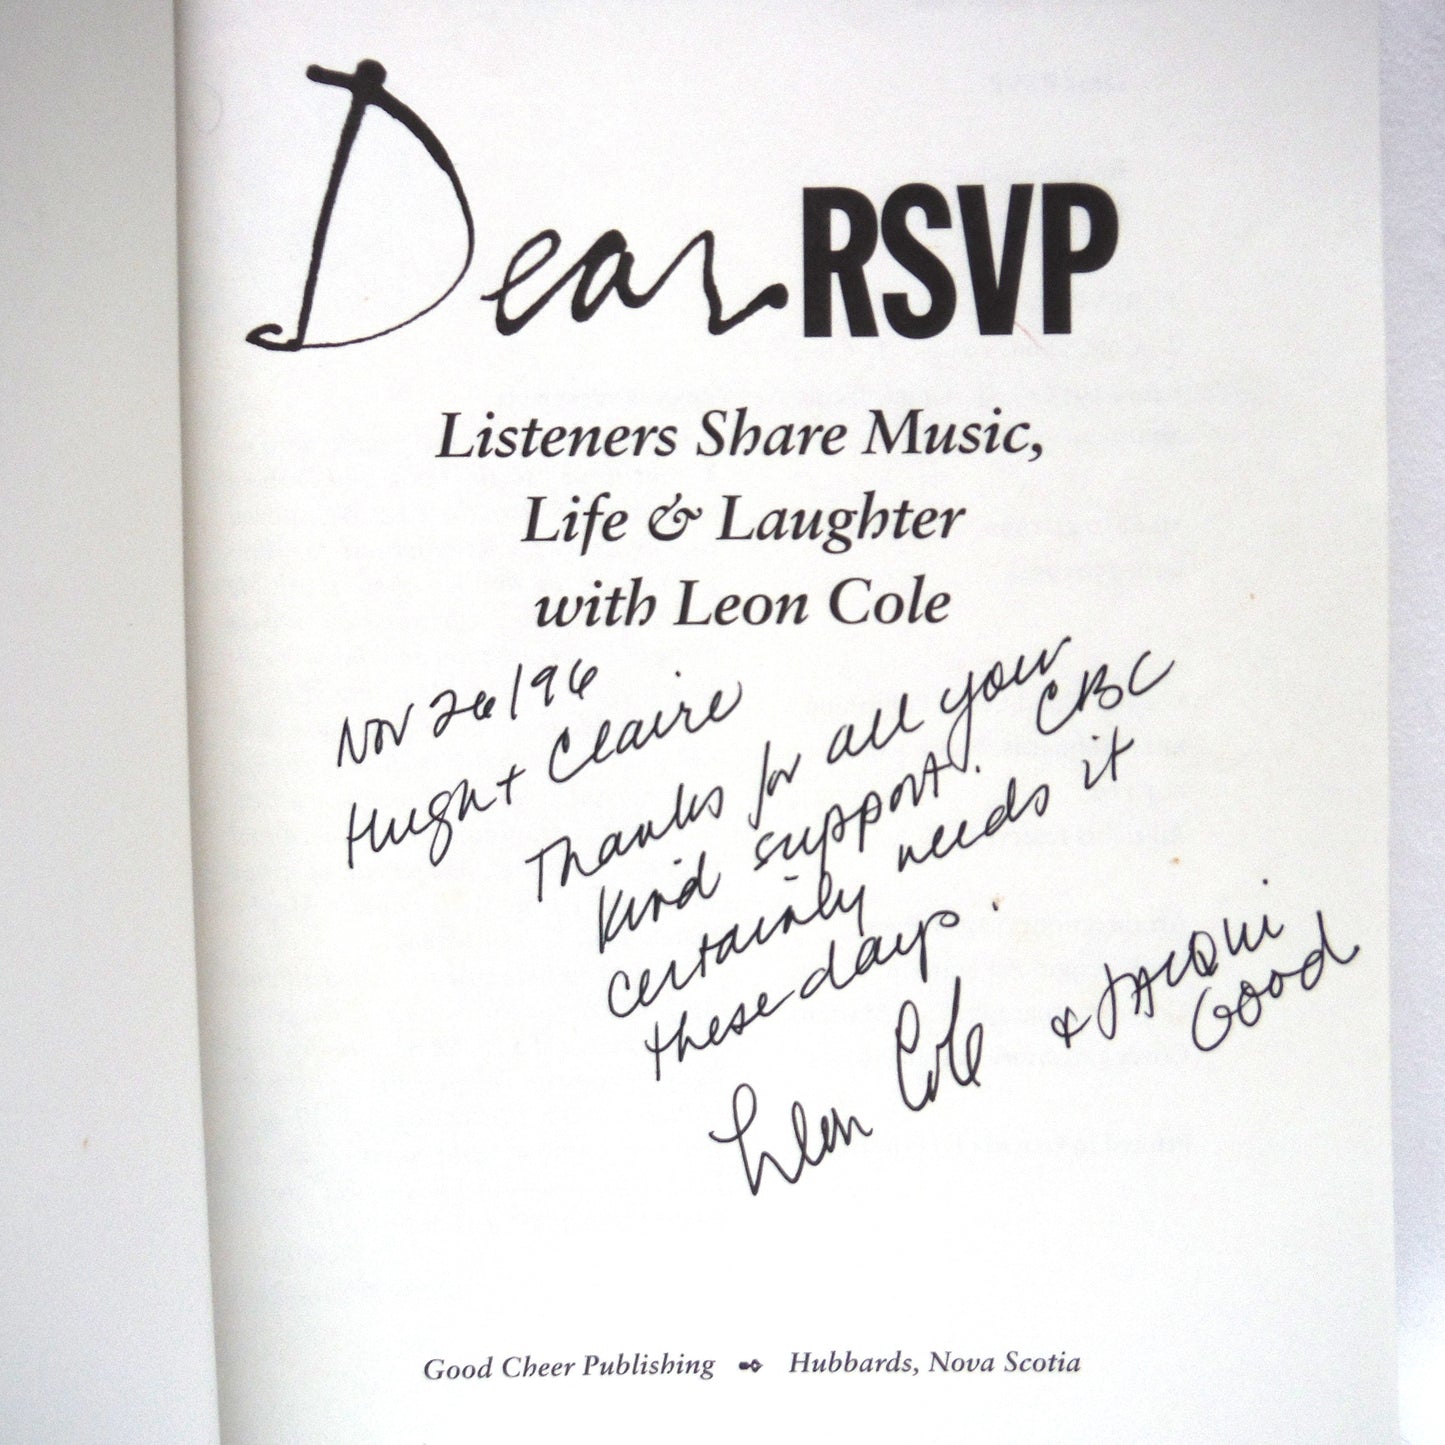 Dear RSVP
Listeners Share Music,
Life & Laughter
with Leon Cole
Nov 26/96
Hugh + Claire
Thanks for all your
kind support. CBC
certainly needs it
these days.
Leon Cole
& JACQUI
Good
Good Cheer Publishing Hubbards, Nova Scotia